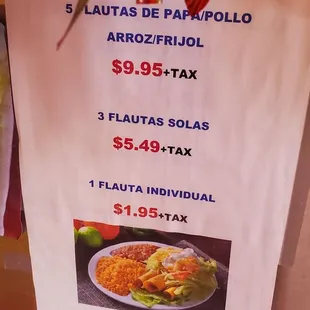 5 FLAUTAS DE PAPA/POLLO
ARROZ/FRIJOL
$9.95+TAX
3 FLAUTAS SOLAS
$5.49+TAX
1 FLAUTA INDIVIDUAL
$1.95+TAX